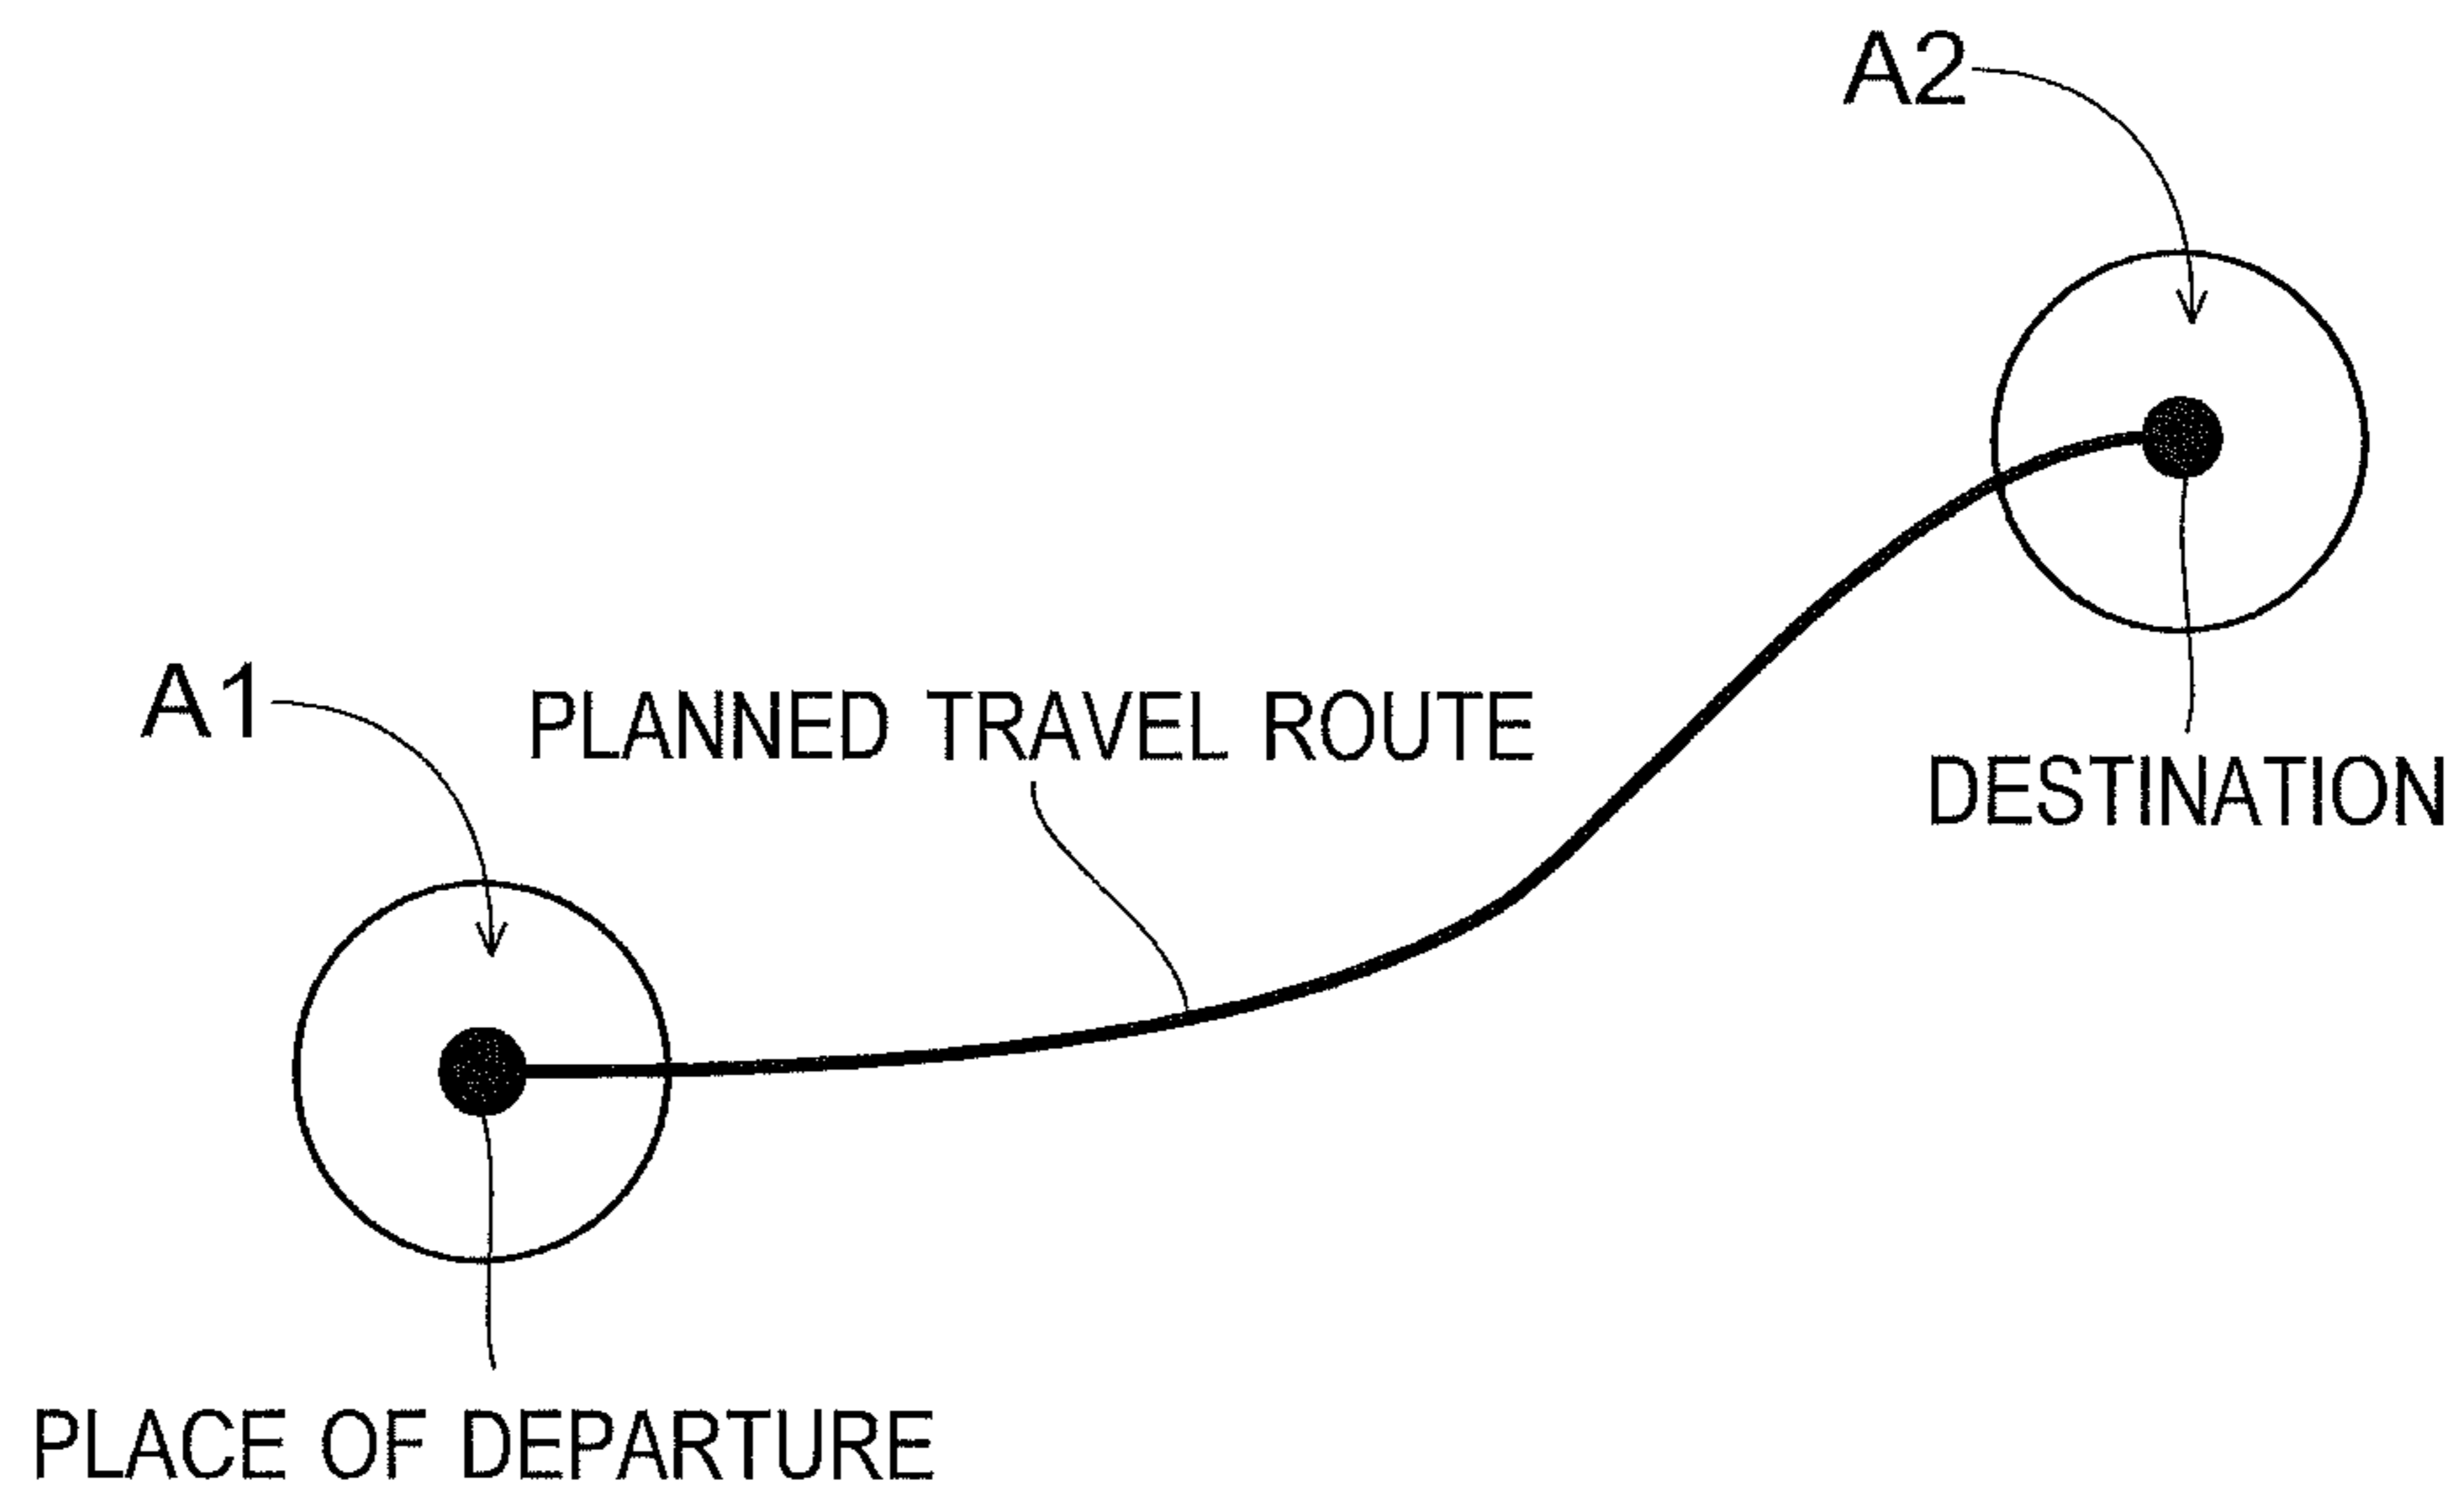 A2
A1
PLANNED TRAVEL ROUTE
DESTINATION
PLACE OF DEPARTURE